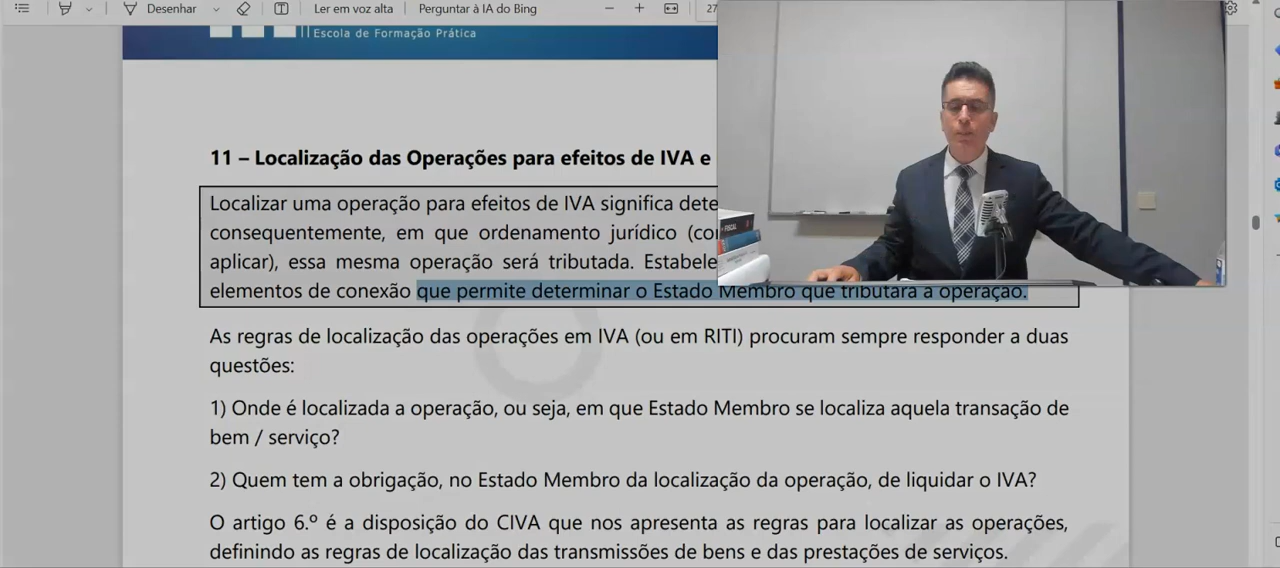 Desenhar
Ler em voz alta
Perguntar à IA do Bing
27
Escola de Formação Prática
11 – Localização das Operações para efeitos de IVA e
Localizar uma operação para efeitos de IVA significa
consequentemente, em que ordenamento jurídico
aplicar), essa mesma operação será tributada.
elementos de conexão que permite determinar o Estado Membro que tributará a operação.
As regras de localização das operações em IVA (ou em RITI) procuram sempre responder a duas
questões:
1) Onde é localizada a operação, ou seja, em que Estado Membro se localiza aquela transação de
bem / serviço?
2) Quem tem a obrigação, no Estado Membro da localização da operação, de liquidar o IVA?
O artigo 6.º é a disposição do CIVA que nos apresenta as regras para localizar as operações,
definindo as regras de localização das transmissões de bens e das prestações de serviços.
FISCAL